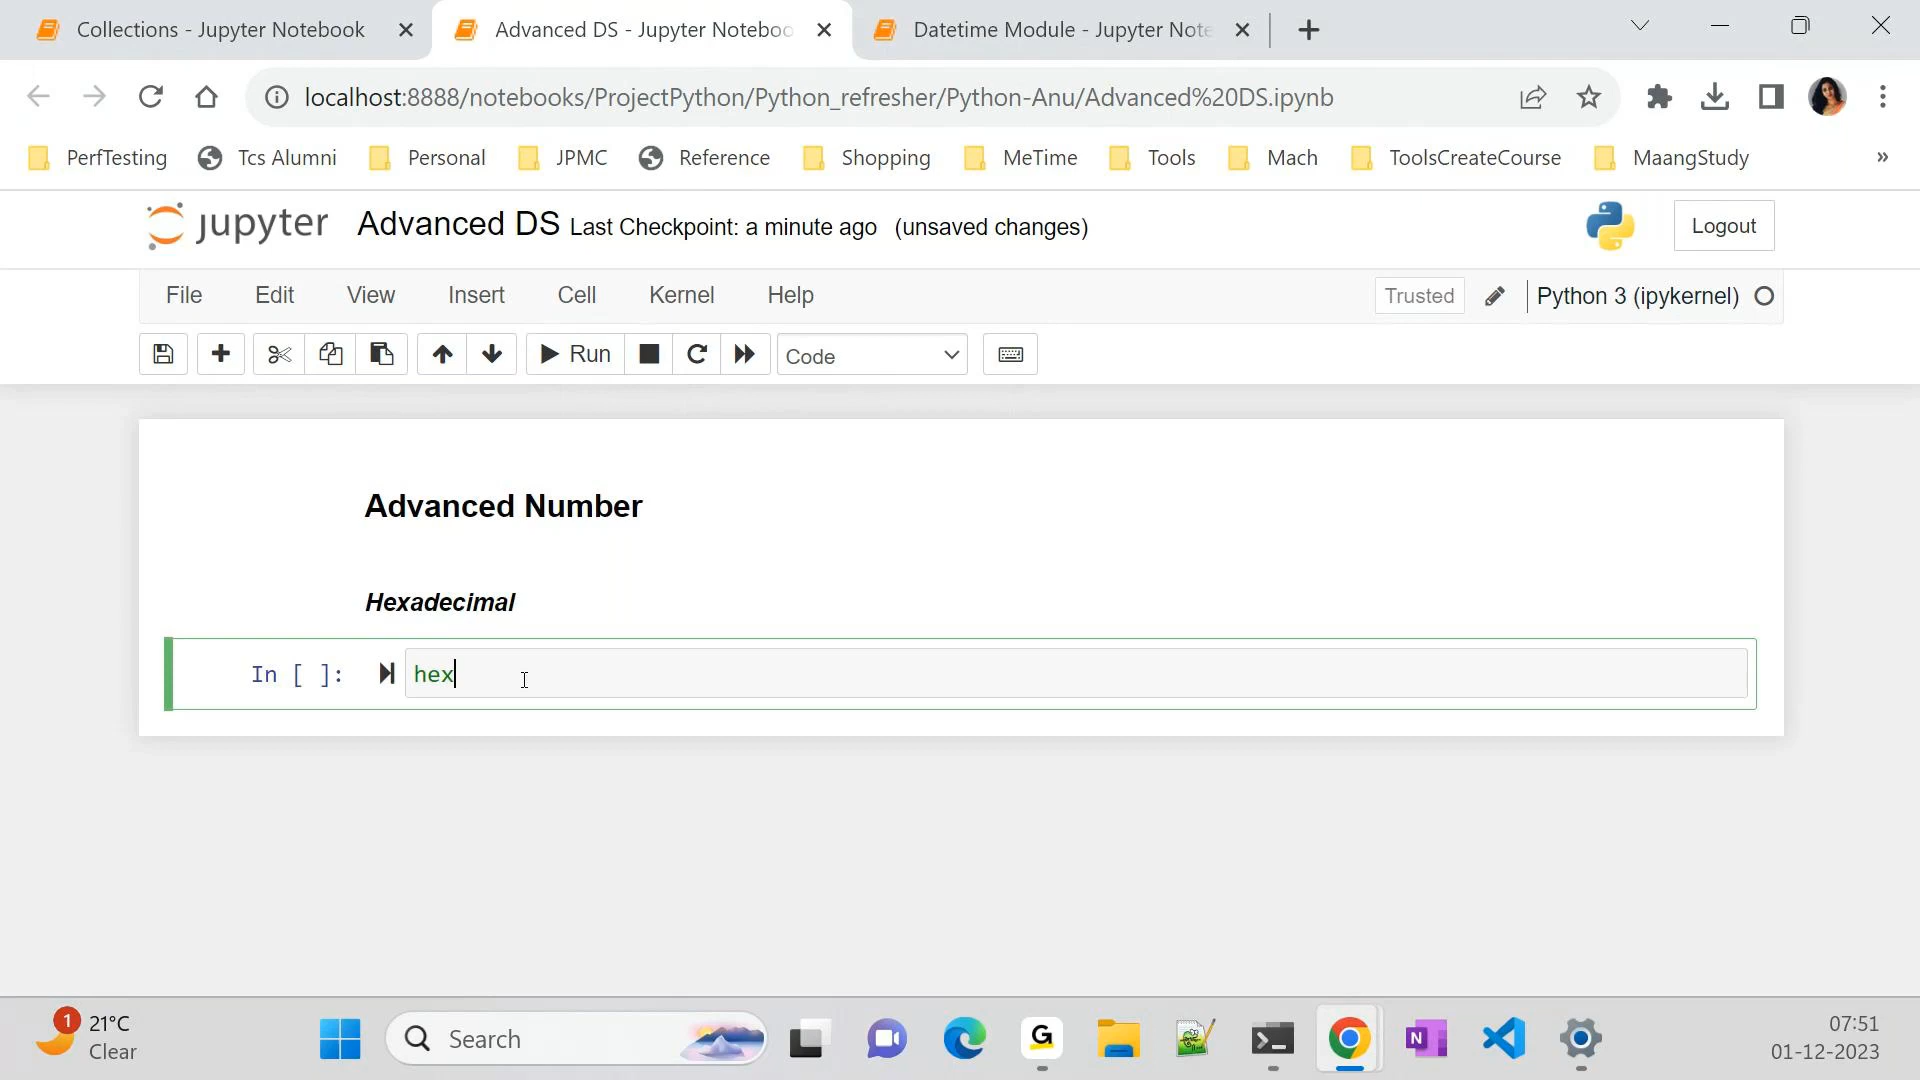 Collections - Jupyter Notebook
Advanced DS - Jupyter Noteboo
Datetime Module - Jupyter Note
localhost:8888/notebooks/ProjectPython/Python_refresher/Python-Anu/Advanced%20DS.ipynb
PerfTesting Tcs Alumni Personal JPMC Reference Shopping MeTime Tools Mach ToolsCreateCourse MaangStudy »
jupyter Advanced DS Last Checkpoint: a minute ago (unsaved changes) Logout
File Edit View Insert Cell Kernel Help Trusted Python 3 (ipykernel)
Run Code
Advanced Number
Hexadecimal
In [ ]: hex
1 21°C
Clear
Search
G
N
07:51
01-12-2023